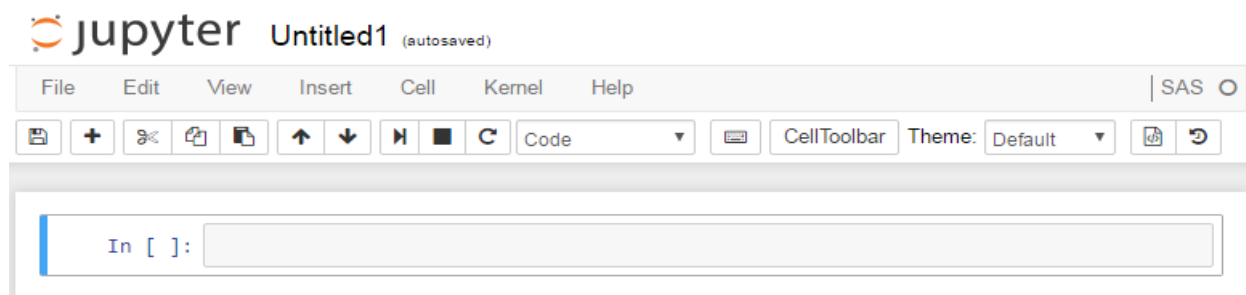 jupyter Untitled1 (autosaved)
File Edit View Insert Cell Kernel Help SAS
Code CellToolbar Theme: Default
In [ ]: